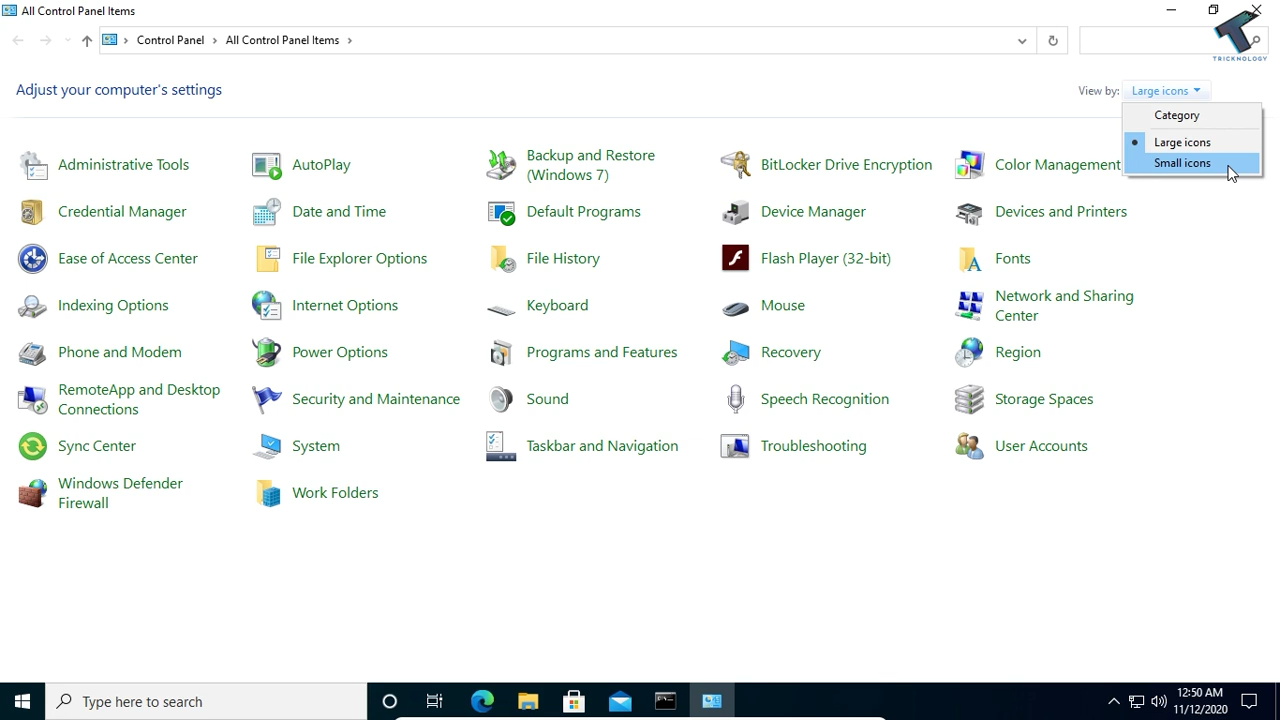 All Control Panel Items
Control Panel
All Control Panel Items
TRICKNOLOGY
Adjust your computer's settings
View by: Large icons
Category
Large icons
Small icons
Administrative Tools
AutoPlay
Backup and Restore
(Windows 7)
BitLocker Drive Encryption
Color Management
Credential Manager
Date and Time
Default Programs
Device Manager
Devices and Printers
Ease of Access Center
File Explorer Options
File History
Flash Player (32-bit)
Fonts
Indexing Options
Internet Options
Keyboard
Mouse
Network and Sharing
Center
Phone and Modem
Power Options
Programs and Features
Recovery
Region
RemoteApp and Desktop
Connections
Security and Maintenance
Sound
Speech Recognition
Storage Spaces
Sync Center
System
Taskbar and Navigation
Troubleshooting
User Accounts
Windows Defender
Firewall
Work Folders
Type here to search
12:50 AM
11/12/2020